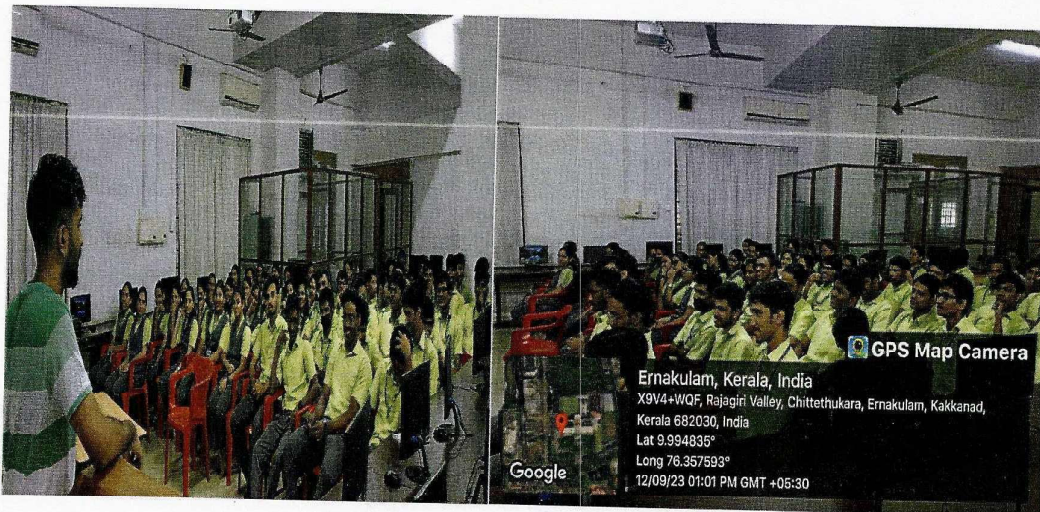 GPS Map Camera
Ernakulam, Kerala, India
X9V4+WQF, Rajagiri Valley, Chittethukara, Ernakulam, Kakkanad,
Kerala 682030, India
Lat 9.994835°
Long 76.357593°
12/09/23 01:01 PM GMT +05:30
Google